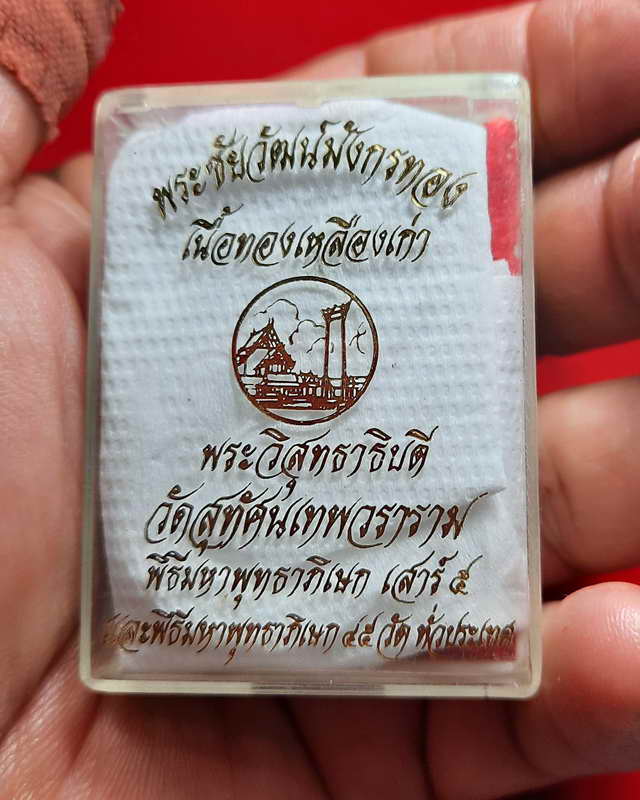 พระชัยวัฒน์มังกรทอง
เนื้อทองเหลืองเก่า
พระวิสุทธาธิบดี
วัดสุทัศนเทพวราราม
พิธีมหาพุทธาภิเษก เสาร์ ๕
และพิธีมหาพุทธาภิเษก ๔๕ วัด ทั่วประเทศ